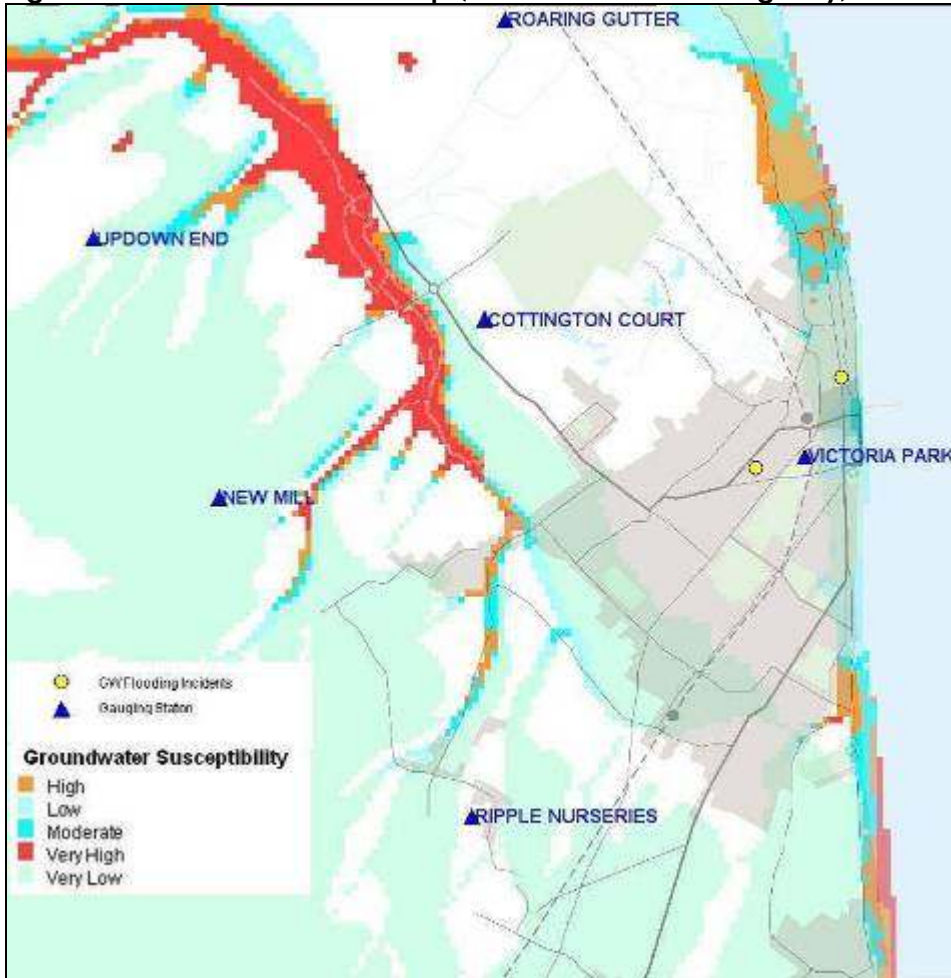 ROARING GUTTER
UPDOWN END
COTTINGTON COURT
VICTORIA PARK
NEW MILL
GW Flooding Incidents
Gauging Station
Groundwater Susceptibility
High
Low
Moderate
Very High
Very Low
RIPPLE NURSERIES